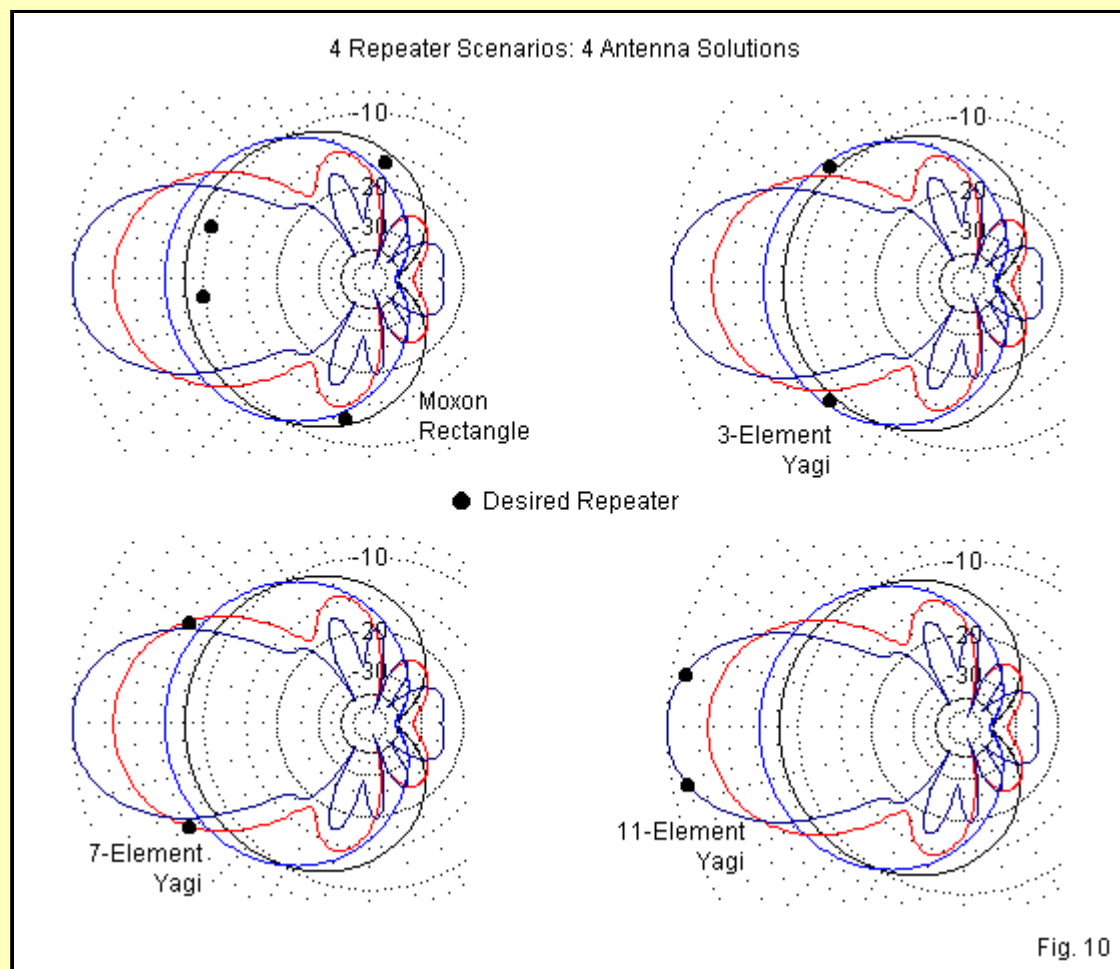 4 Repeater Scenarios: 4 Antenna Solutions
-10
-20
-30
Moxon
Rectangle
-10
-20
-30
3-Element
Yagi
Desired Repeater
-10
-20
-30
7-Element
Yagi
-10
-20
-30
11-Element
Yagi
Fig. 10